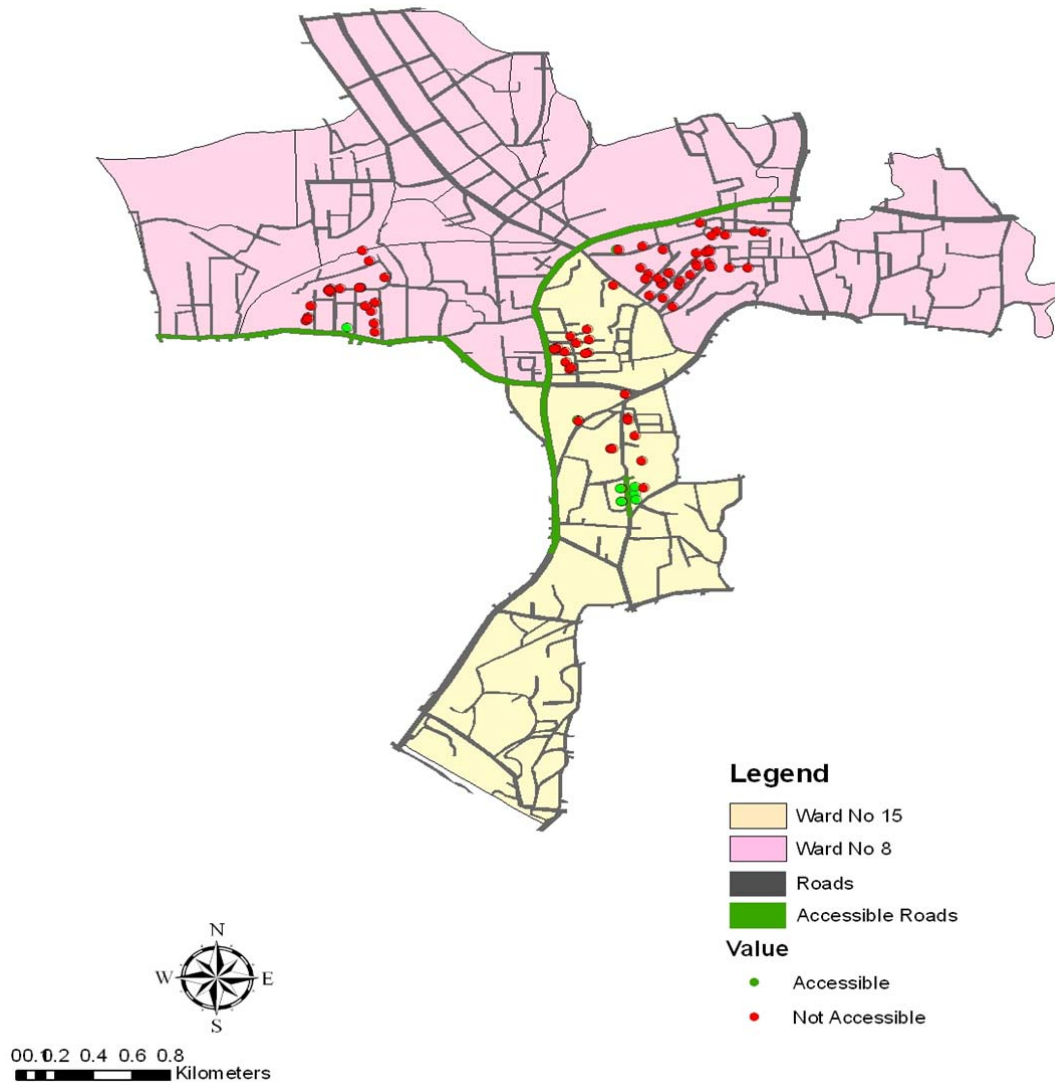 Legend
Ward No 15
Ward No 8
Roads
Accessible Roads
Value
Accessible
Not Accessible
N
W E
S
00.10.2 0.4 0.6 0.8
Kilometers